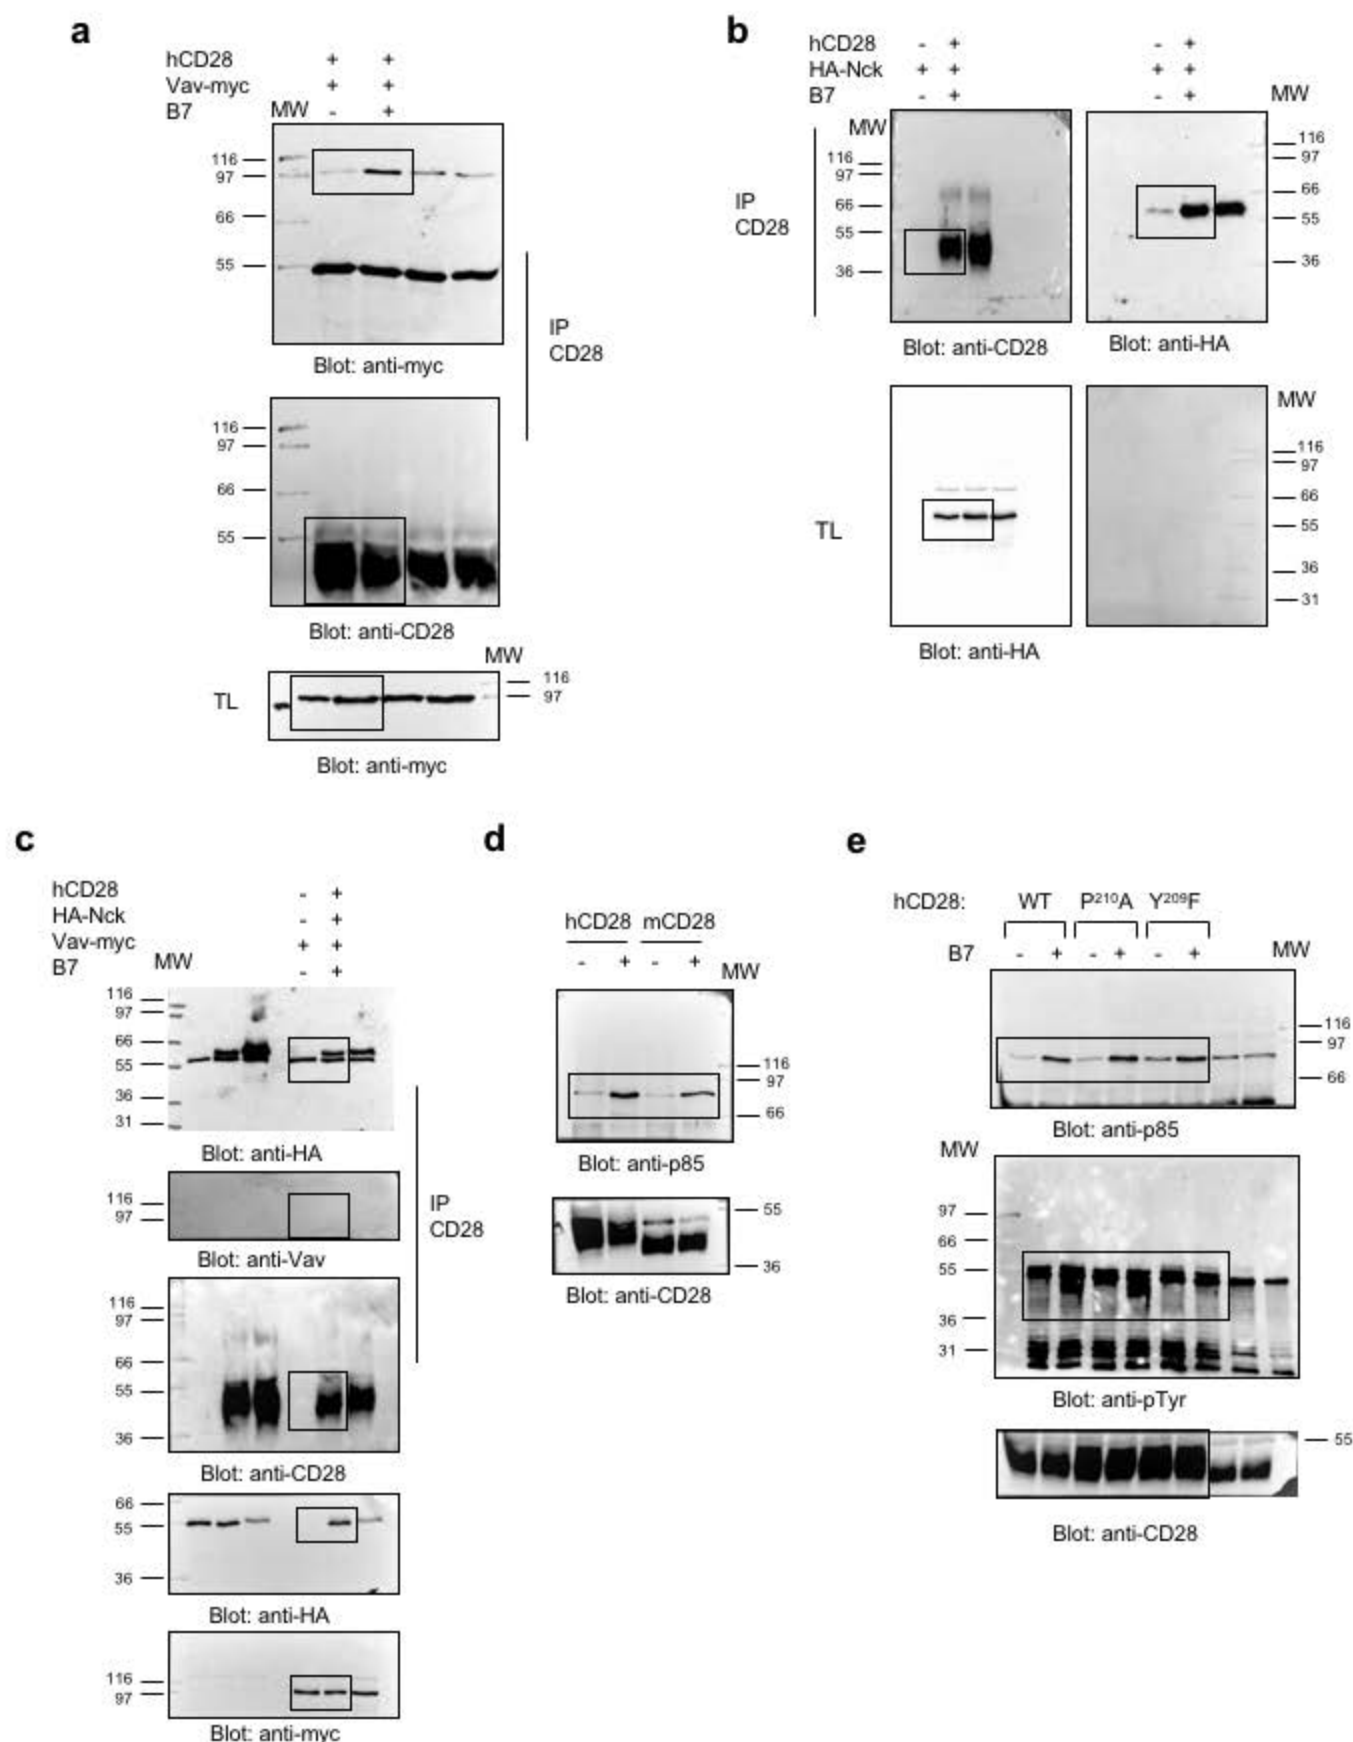 a
hCD28 + +
Vav-myc + +
B7 MW - +
116
97
66
55
Blot: anti-myc
IP
CD28
116
97
66
55
Blot: anti-CD28
MW
116
97
TL
Blot: anti-myc
b
hCD28 - + - +
HA-Nck + + + +
B7 - + - + MW
MW
116
97
66
55
36
116
97
66
55
36
IP
CD28
Blot: anti-CD28
Blot: anti-HA
MW
116
97
66
55
36
31
TL
Blot: anti-HA
c
hCD28 - +
HA-Nck - +
Vav-myc + +
B7 MW - +
116
97
66
55
36
31
Blot: anti-HA
116
97
Blot: anti-Vav
IP
CD28
116
97
66
55
36
Blot: anti-CD28
66
55
36
Blot: anti-HA
116
97
Blot: anti-myc
d
hCD28 mCD28
- + - + MW
116
97
66
Blot: anti-p85
55
36
Blot: anti-CD28
e
hCD28: WT P²¹⁰A Y²⁰⁹F
B7 - + - + - + MW
116
97
66
Blot: anti-p85
MW
97
66
55
36
31
Blot: anti-pTyr
55
Blot: anti-CD28